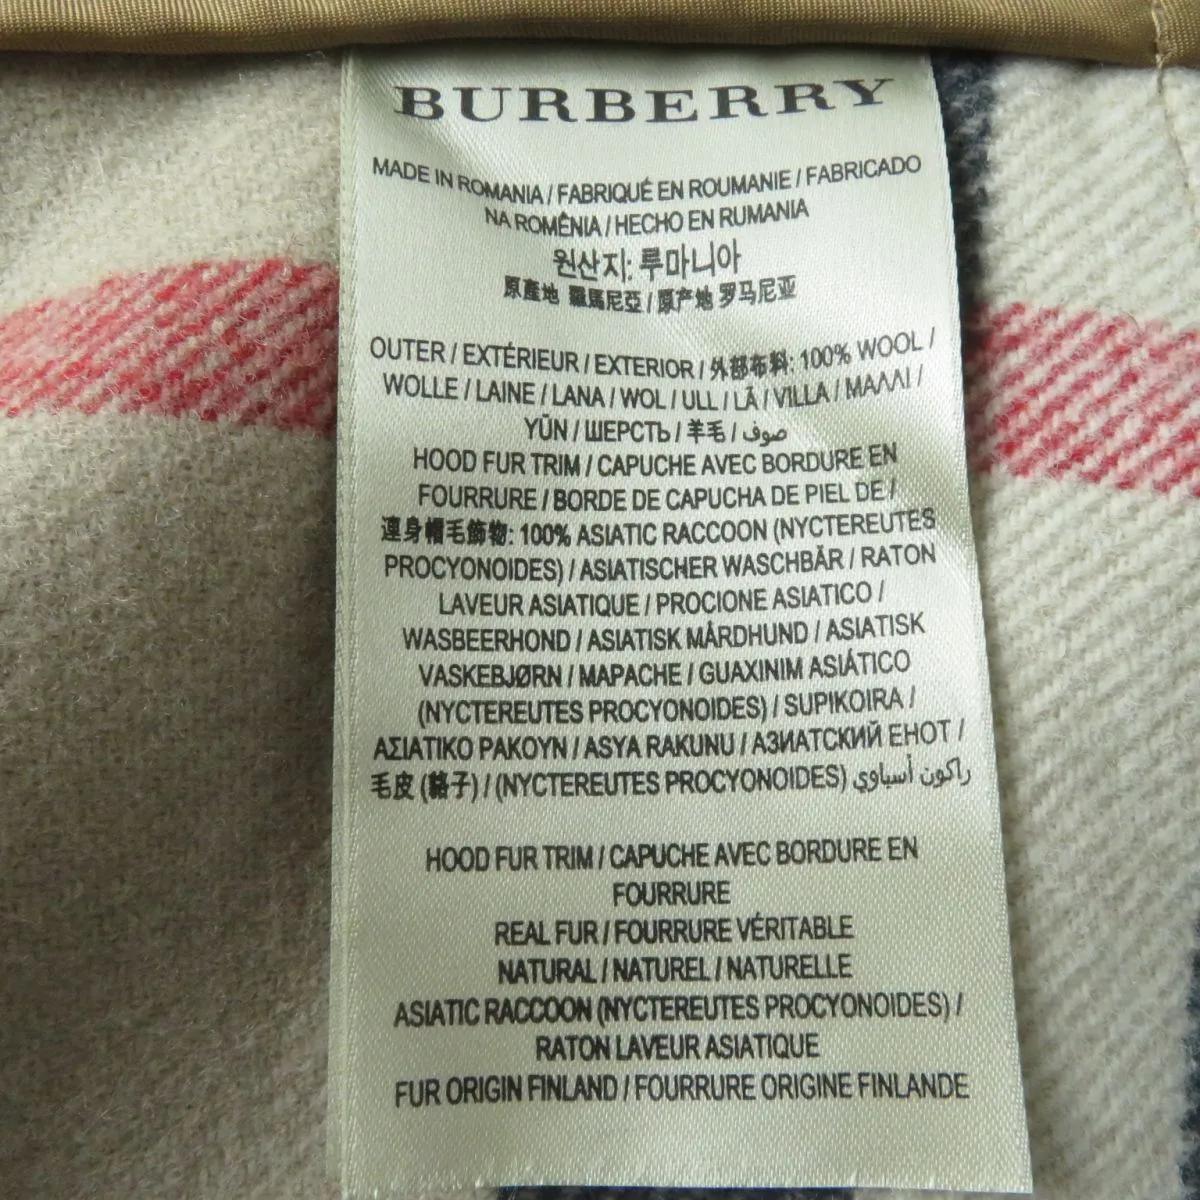 BURBERRY
MADE IN ROMANIA / FABRIQUÉ EN ROUMANIE / FABRICADO
NA ROMÊNIA / HECHO EN RUMANIA
원산지: 루마니아
原產地 羅馬尼亞 / 原产地 罗马尼亚
OUTER / EXTÉRIEUR / EXTERIOR / 外部布料: 100% WOOL /
WOLLE / LAINE / LANA / WOL / ULL / LÃ / VILLA / ΜΑΛΛΙ /
YÜN / ШЕРСТЬ / 羊毛 / صوف
HOOD FUR TRIM / CAPUCHE AVEC BORDURE EN
FOURRURE / BORDE DE CAPUCHA DE PIEL DE /
連身帽毛飾物: 100% ASIATIC RACCOON (NYCTEREUTES
PROCYONOIDES) / ASIATISCHER WASCHBÄR / RATON
LAVEUR ASIATIQUE / PROCIONE ASIATICO /
WASBEERHOND / ASIATISK MÅRDHUND / ASIATISK
VASKEBJØRN / MAPACHE / GUAXINIM ASIÁTICO
(NYCTEREUTES PROCYONOIDES) / SUPIKOIRA /
ΑΣΙΑΤΙΚΟ ΡΑΚΟΥΝ / ASYA RAKUNU / АЗИАТСКИЙ ЕНОТ /
毛皮 (貉子) / (NYCTEREUTES PROCYONOIDES) راكون أسياوي
HOOD FUR TRIM / CAPUCHE AVEC BORDURE EN
FOURRURE
REAL FUR / FOURRURE VÉRITABLE
NATURAL / NATUREL / NATURELLE
ASIATIC RACCOON (NYCTEREUTES PROCYONOIDES) /
RATON LAVEUR ASIATIQUE
FUR ORIGIN FINLAND / FOURRURE ORIGINE FINLANDE